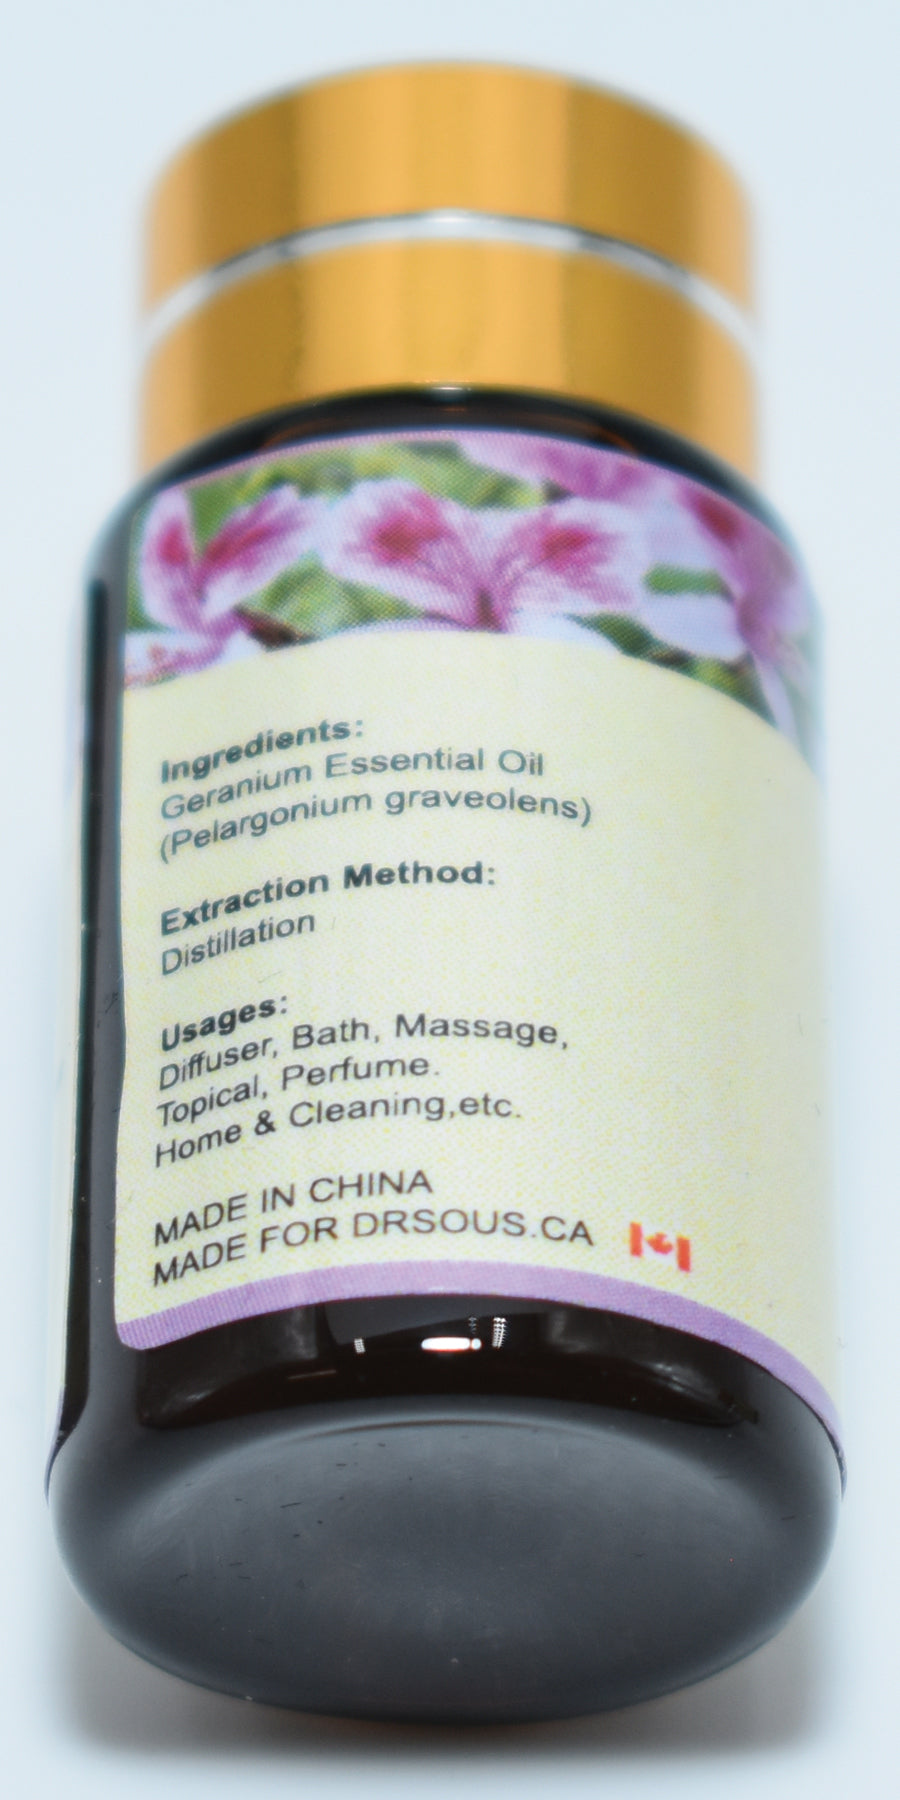 Ingredients:
Geranium Essential Oil
(Pelargonium graveolens)
Extraction Method:
Distillation
Usages:
Diffuser, Bath, Massage,
Topical, Perfume.
Home & Cleaning,etc.
MADE IN CHINA
MADE FOR DRSOUS.CA